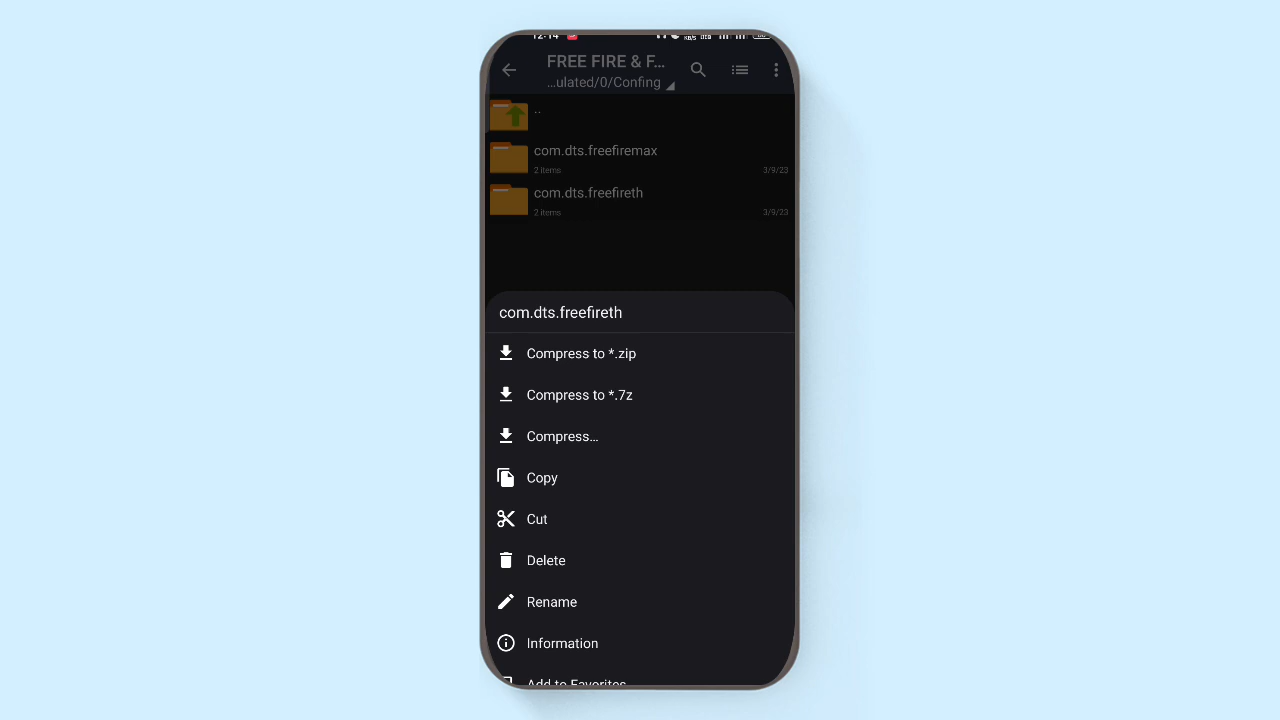 12:14
KB/S
FREE FIRE & F...
...ulated/0/Confing
..
com.dts.freefiremax
2 items
3/9/23
com.dts.freefireth
2 items
3/9/23
com.dts.freefireth
Compress to *.zip
Compress to *.7z
Compress...
Copy
Cut
Delete
Rename
Information
Add to Favorites